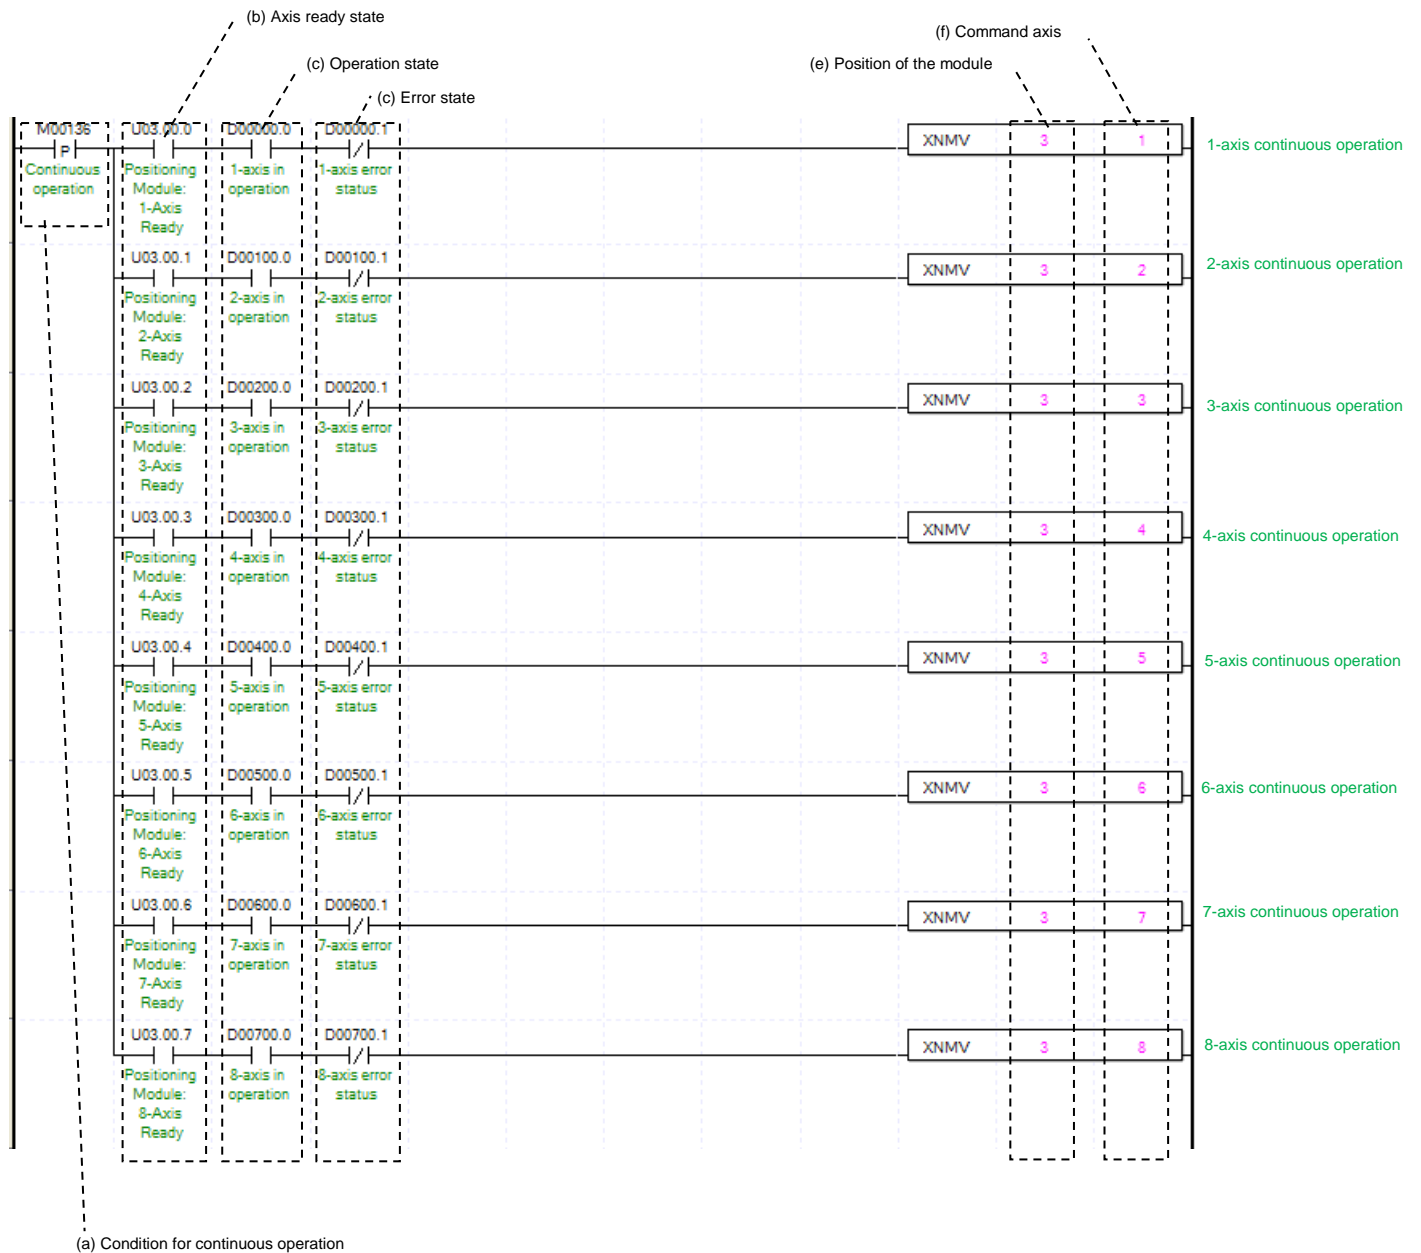 (b) Axis ready state
(f) Command axis
(c) Operation state
(e) Position of the module
(c) Error state
M00136 U03.00.0 D00000.0 D00000.1
P
XNMV 3 1
1-axis continuous operation
Continuous Positioning 1-axis in 1-axis error
operation Module: operation status
1-Axis
Ready
U03.00.1 D00100.0 D00100.1
XNMV 3 2
2-axis continuous operation
Positioning 2-axis in 2-axis error
Module: operation status
2-Axis
Ready
U03.00.2 D00200.0 D00200.1
XNMV 3 3
3-axis continuous operation
Positioning 3-axis in 3-axis error
Module: operation status
3-Axis
Ready
U03.00.3 D00300.0 D00300.1
XNMV 3 4
4-axis continuous operation
Positioning 4-axis in 4-axis error
Module: operation status
4-Axis
Ready
U03.00.4 D00400.0 D00400.1
XNMV 3 5
5-axis continuous operation
Positioning 5-axis in 5-axis error
Module: operation status
5-Axis
Ready
U03.00.5 D00500.0 D00500.1
XNMV 3 6
6-axis continuous operation
Positioning 6-axis in 6-axis error
Module: operation status
6-Axis
Ready
U03.00.6 D00600.0 D00600.1
XNMV 3 7
7-axis continuous operation
Positioning 7-axis in 7-axis error
Module: operation status
7-Axis
Ready
U03.00.7 D00700.0 D00700.1
XNMV 3 8
8-axis continuous operation
Positioning 8-axis in 8-axis error
Module: operation status
8-Axis
Ready
(a) Condition for continuous operation